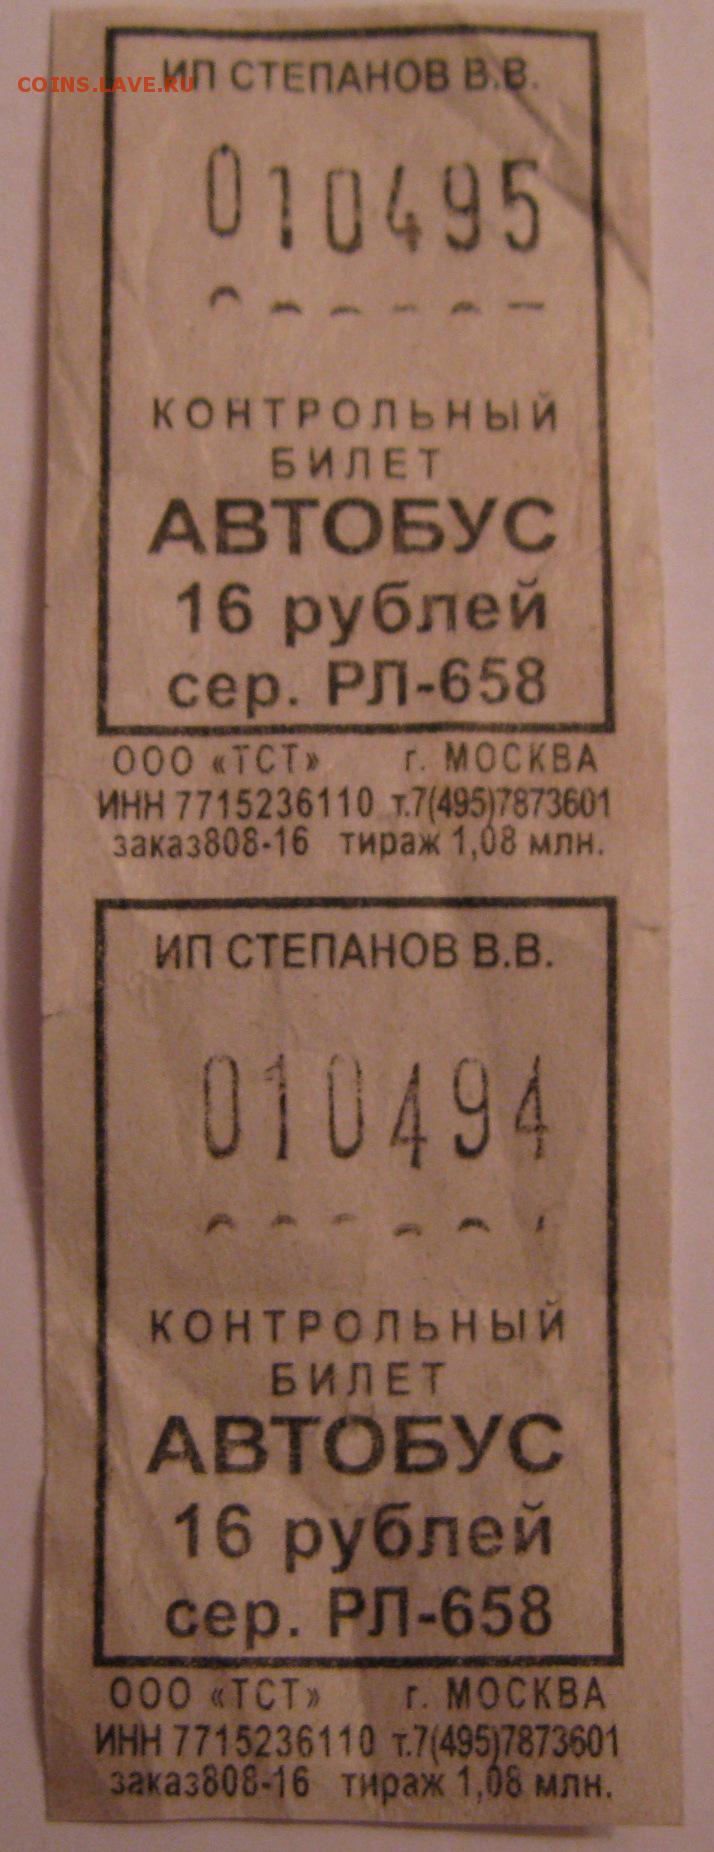 COINS.LAVE.RU
ИП СТЕПАНОВ В.В.
010495
КОНТРОЛЬНЫЙ
БИЛЕТ
АВТОБУС
16 рублей
сер. РЛ-658
ООО «ТСТ» г. МОСКВА
ИНН 7715236110 т.7(495)7873601
заказ808-16 тираж 1,08 млн.
ИП СТЕПАНОВ В.В.
010494
КОНТРОЛЬНЫЙ
БИЛЕТ
АВТОБУС
16 рублей
сер. РЛ-658
ООО «ТСТ» г. МОСКВА
ИНН 7715236110 т.7(495)7873601
заказ808-16 тираж 1,08 млн.